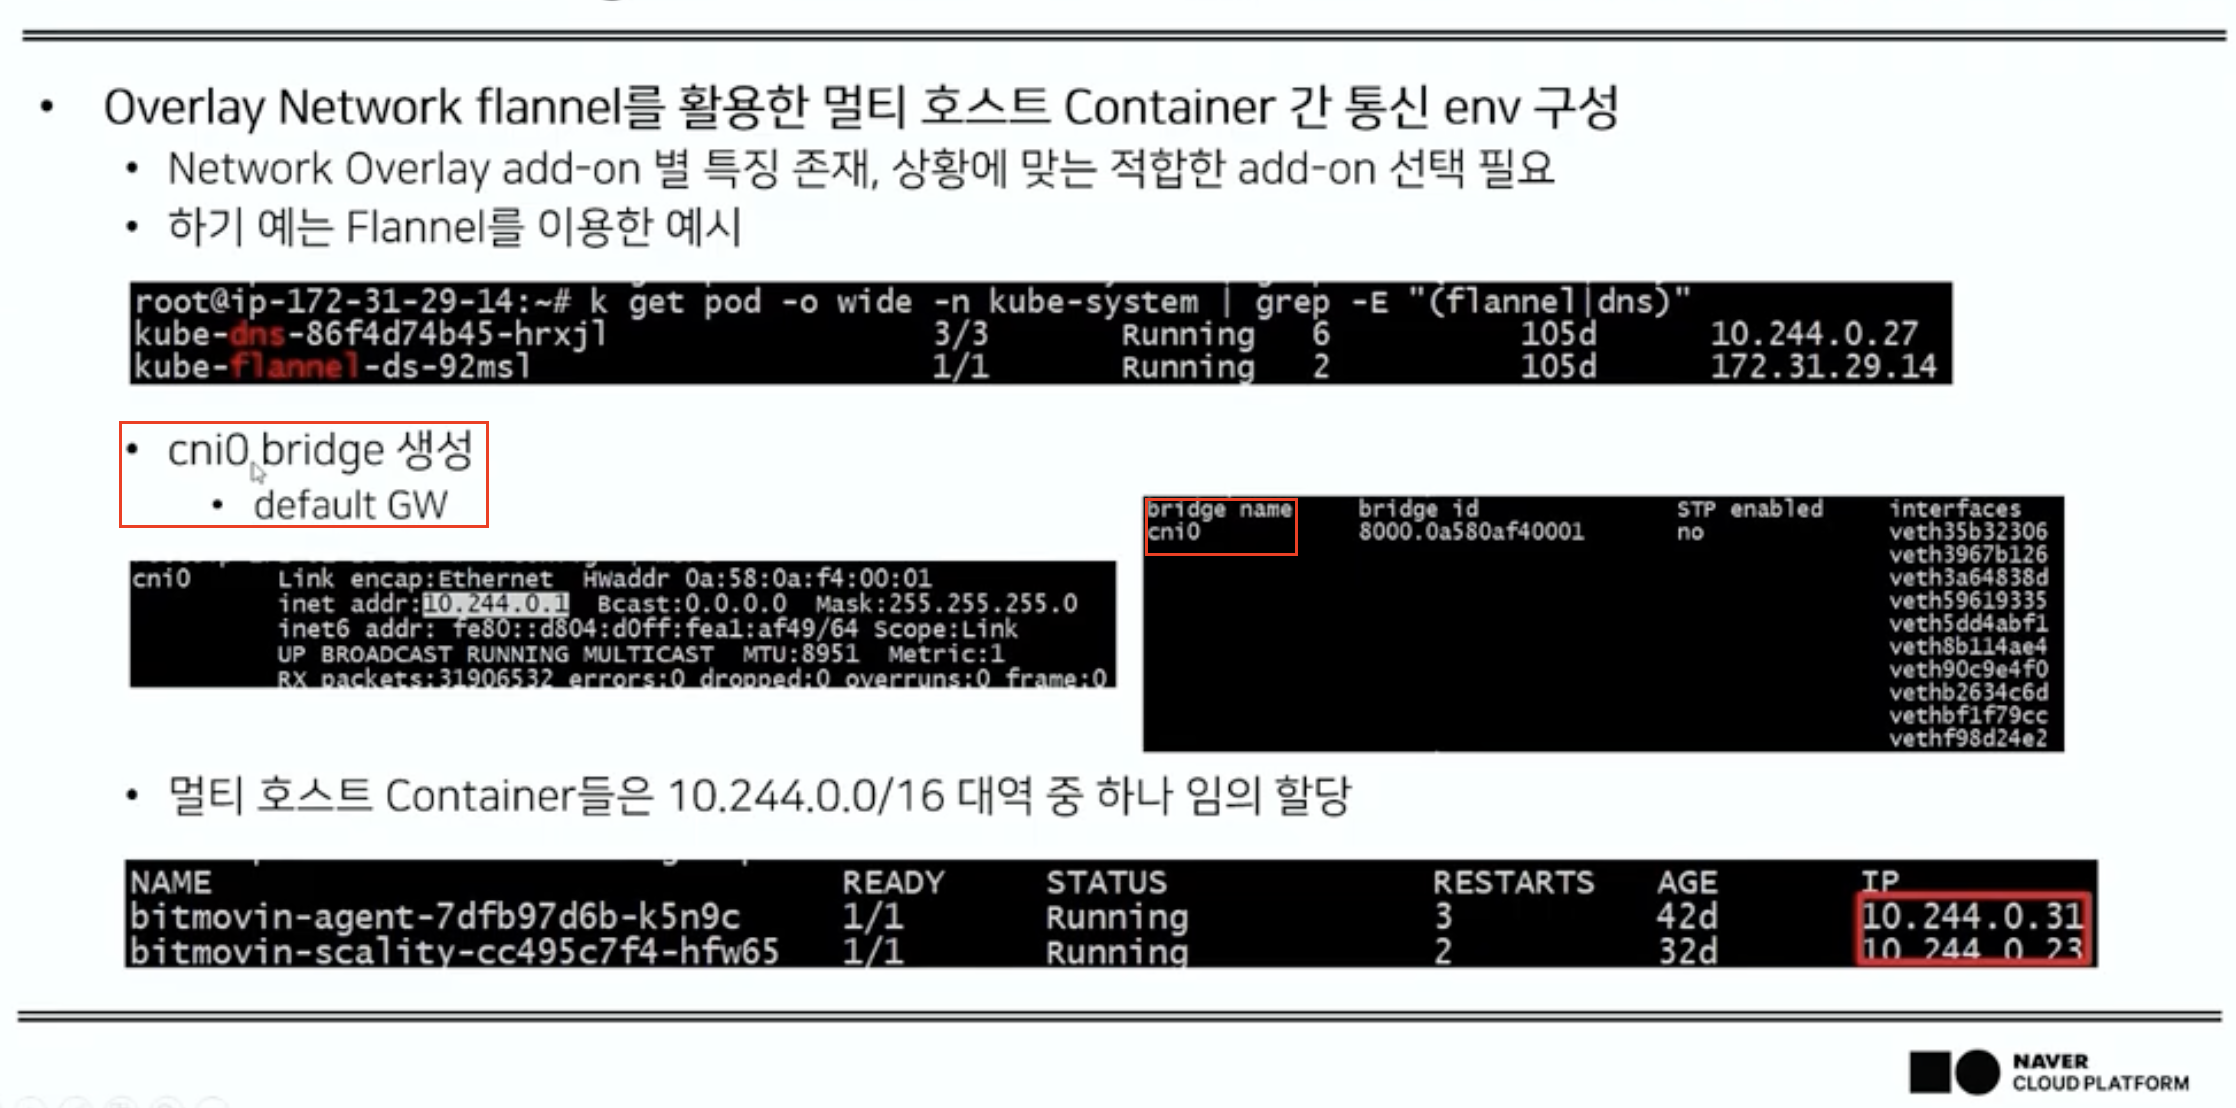 • Overlay Network flannel를 활용한 멀티 호스트 Container 간 통신 env 구성
• Network Overlay add-on 별 특징 존재, 상황에 맞는 적합한 add-on 선택 필요
• 하기 예는 Flannel를 이용한 예시
root@ip-172-31-29-14:~# k get pod -o wide -n kube-system | grep -E "(flannel|dns)"
kube-dns-86f4d74b45-hrxjl 3/3 Running 6 105d 10.244.0.27
kube-flannel-ds-92msl 1/1 Running 2 105d 172.31.29.14
• cni0 bridge 생성
• default GW
cni0 Link encap:Ethernet HWaddr 0a:58:0a:f4:00:01
inet addr:10.244.0.1 Bcast:0.0.0.0 Mask:255.255.255.0
inet6 addr: fe80::d804:d0ff:fea1:af49/64 Scope:Link
UP BROADCAST RUNNING MULTICAST MTU:8951 Metric:1
RX packets:31906532 errors:0 dropped:0 overruns:0 frame:0
bridge name bridge id STP enabled interfaces
cni0 8000.0a580af40001 no veth35b32306
veth3967b126
veth3a64838d
veth59619335
veth5dd4abf1
veth8b114ae4
veth90c9e4f0
vethb2634c6d
vethbf1f79cc
vethf98d24e2
• 멀티 호스트 Container들은 10.244.0.0/16 대역 중 하나 임의 할당
NAME READY STATUS RESTARTS AGE IP
bitmovin-agent-7dfb97d6b-k5n9c 1/1 Running 3 42d 10.244.0.31
bitmovin-scality-cc495c7f4-hfw65 1/1 Running 2 32d 10.244.0.23
NAVER
CLOUD PLATFORM